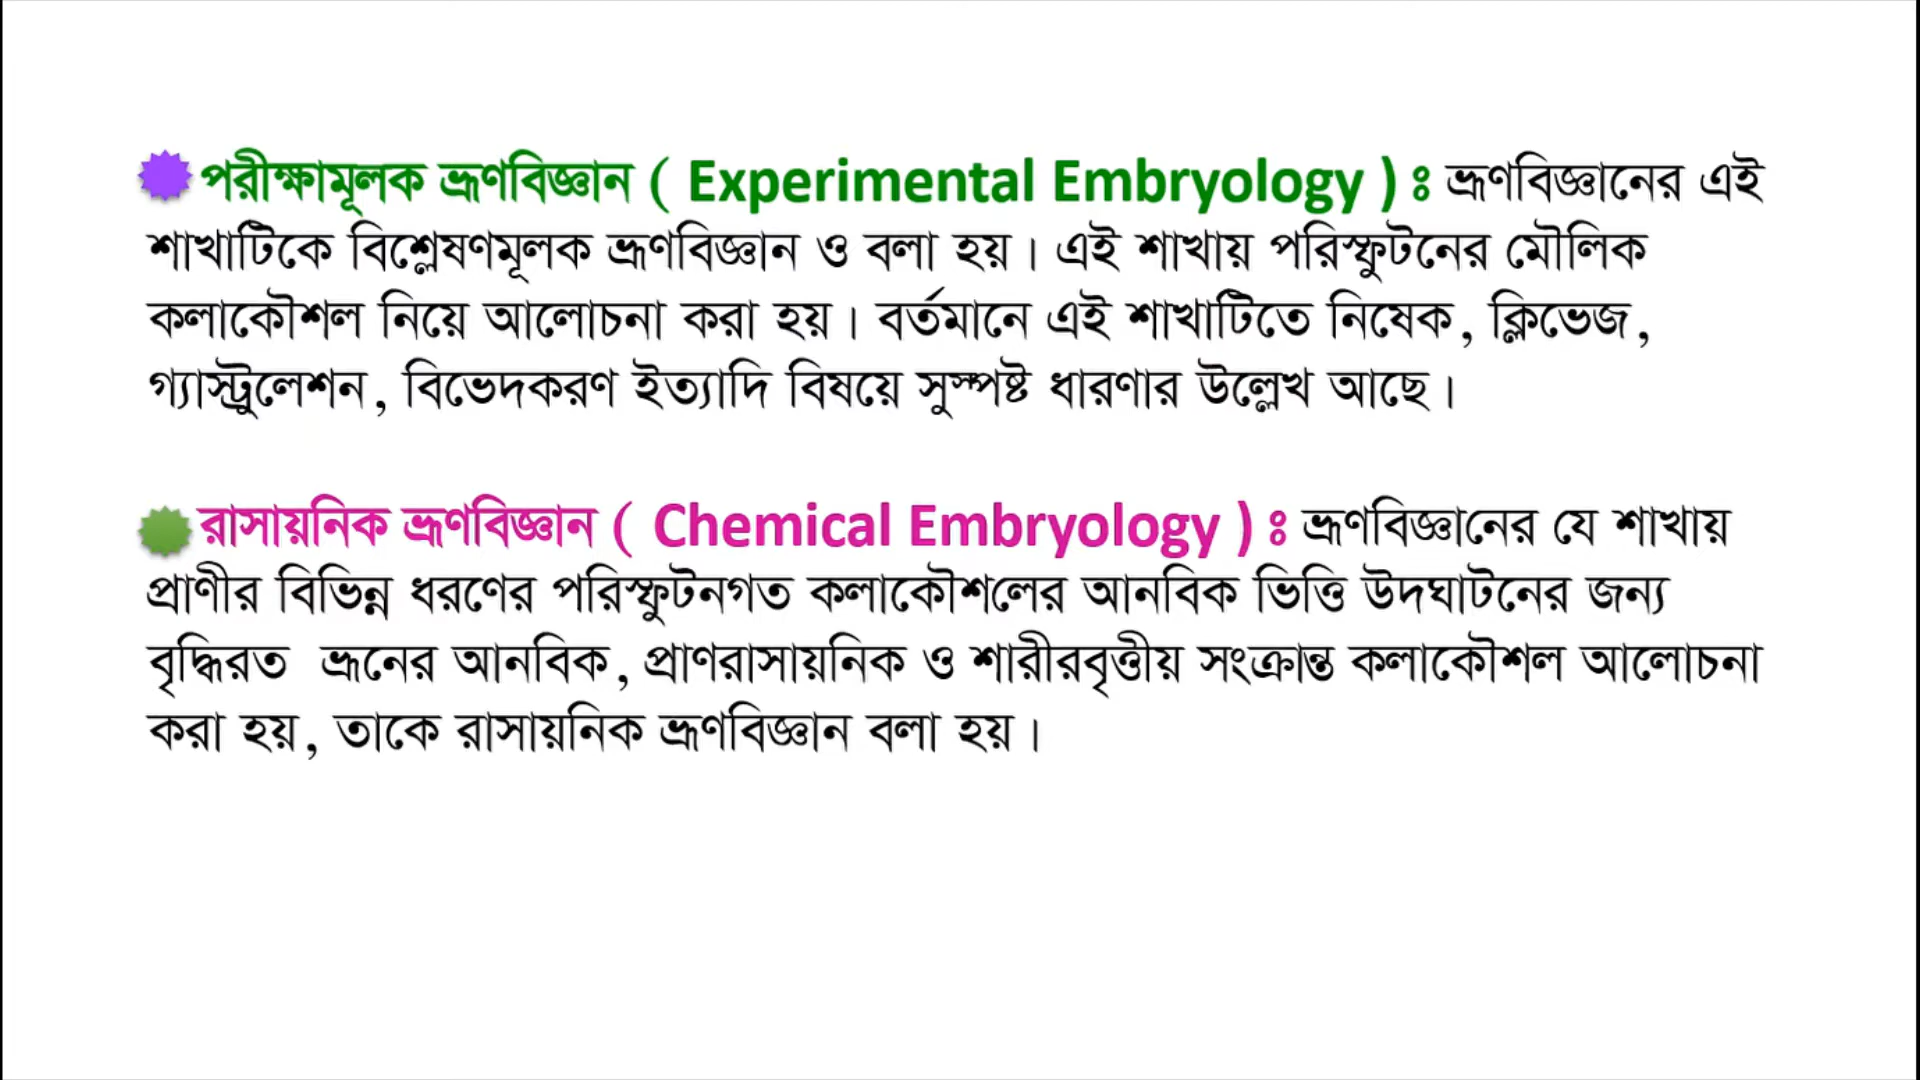 পরীক্ষামূলক ভ্রূণবিজ্ঞান ( Experimental Embryology ) ঃ ভ্রূণবিজ্ঞানের এই
শাখাটিকে বিশ্লেষণমূলক ভ্রূণবিজ্ঞান ও বলা হয়। এই শাখায় পরিস্ফুটনের মৌলিক
কলাকৌশল নিয়ে আলোচনা করা হয়। বর্তমানে এই শাখাটিতে নিষেক, ক্লিভেজ,
গ্যাস্ট্রুলেশন, বিভেদকরণ ইত্যাদি বিষয়ে সুস্পষ্ট ধারণার উল্লেখ আছে।
রাসায়নিক ভ্রূণবিজ্ঞান ( Chemical Embryology ) ঃ ভ্রূণবিজ্ঞানের যে শাখায়
প্রাণীর বিভিন্ন ধরণের পরিস্ফুটনগত কলাকৌশলের আনবিক ভিত্তি উদঘাটনের জন্য
বৃদ্ধিরত ভ্রূনের আনবিক, প্রাণরাসায়নিক ও শারীরবৃত্তীয় সংক্রান্ত কলাকৌশল আলোচনা
করা হয়, তাকে রাসায়নিক ভ্রূণবিজ্ঞান বলা হয়।